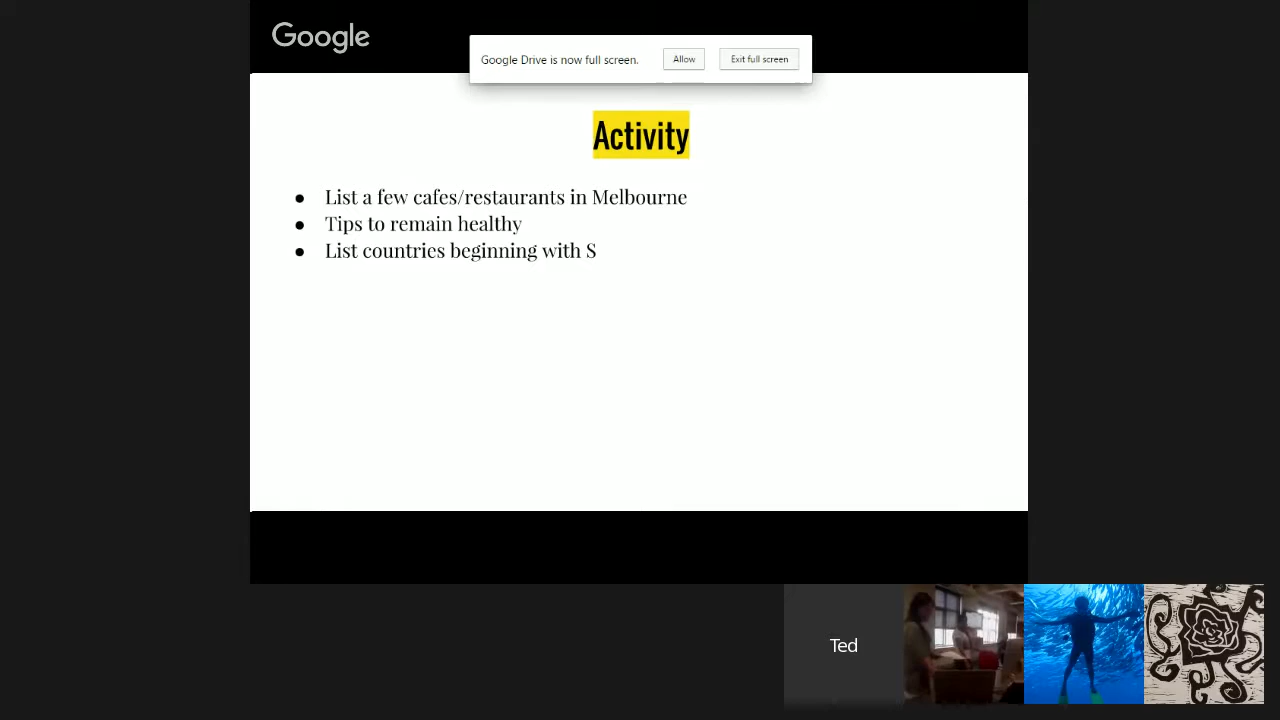 Google
Google Drive is now full screen.
Allow
Exit full screen
Activity
● List a few cafes/restaurants in Melbourne
● Tips to remain healthy
● List countries beginning with S
Ted